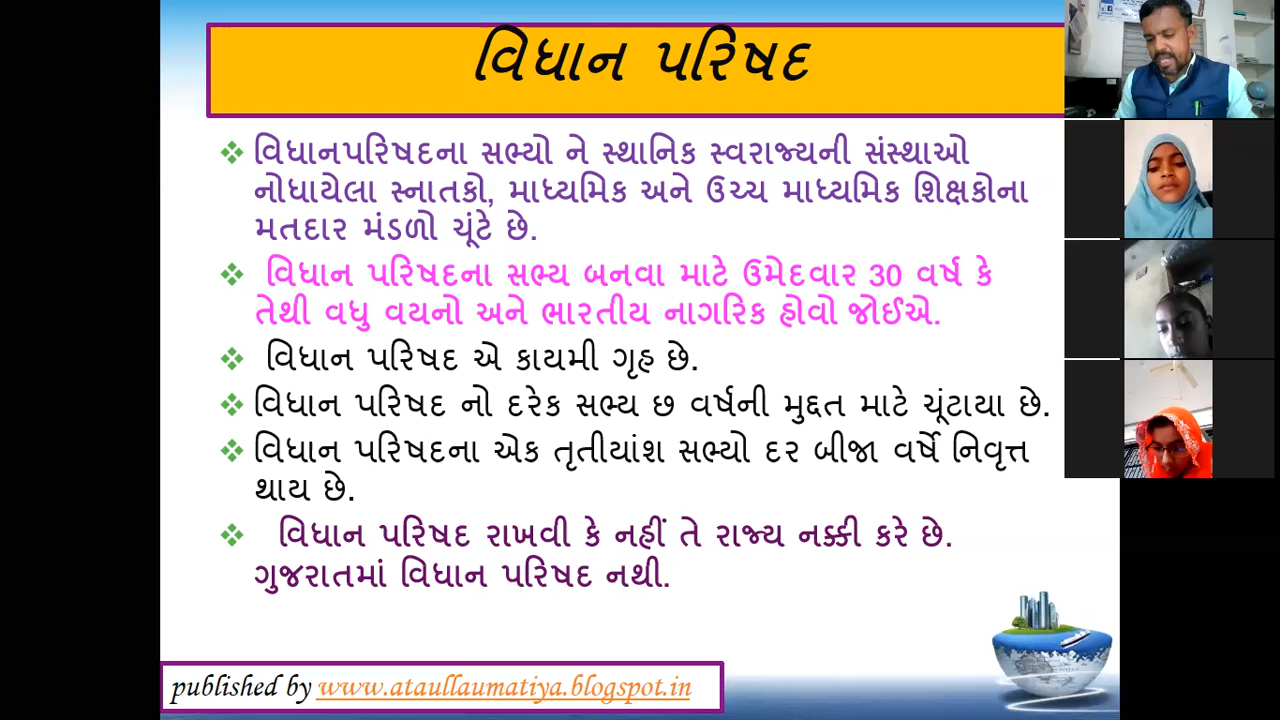 વિધાન પરિષદ
વિધાનપરિષદના સભ્યો ને સ્થાનિક સ્વરાજ્યની સંસ્થાઓ
નોધાયેલા સ્નાતકો, માધ્યમિક અને ઉચ્ચ માધ્યમિક શિક્ષકોના
મતદાર મંડળો ચૂંટે છે.
વિધાન પરિષદના સભ્ય બનવા માટે ઉમેદવાર 30 વર્ષ કે
તેથી વધુ વયનો અને ભારતીય નાગરિક હોવો જોઈએ.
વિધાન પરિષદ એ કાયમી ગૃહ છે.
વિધાન પરિષદ નો દરેક સભ્ય છ વર્ષની મુદ્દત માટે ચૂંટાયા છે.
વિધાન પરિષદના એક તૃતીયાંશ સભ્યો દર બીજા વર્ષે નિવૃત્ત
થાય છે.
વિધાન પરિષદ રાખવી કે નહીં તે રાજ્ય નક્કી કરે છે.
ગુજરાતમાં વિધાન પરિષદ નથી.
published by www.ataullaumatiya.blogspot.in